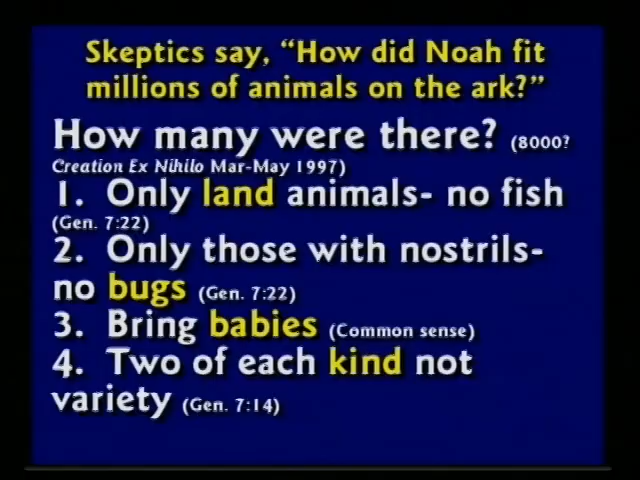 Skeptics say, “How did Noah fit
millions of animals on the ark?”
How many were there? (8000?
Creation Ex Nihilo Mar-May 1997)
1. Only land animals- no fish
(Gen. 7:22)
2. Only those with nostrils-
no bugs (Gen. 7:22)
3. Bring babies (Common sense)
4. Two of each kind not
variety (Gen. 7:14)